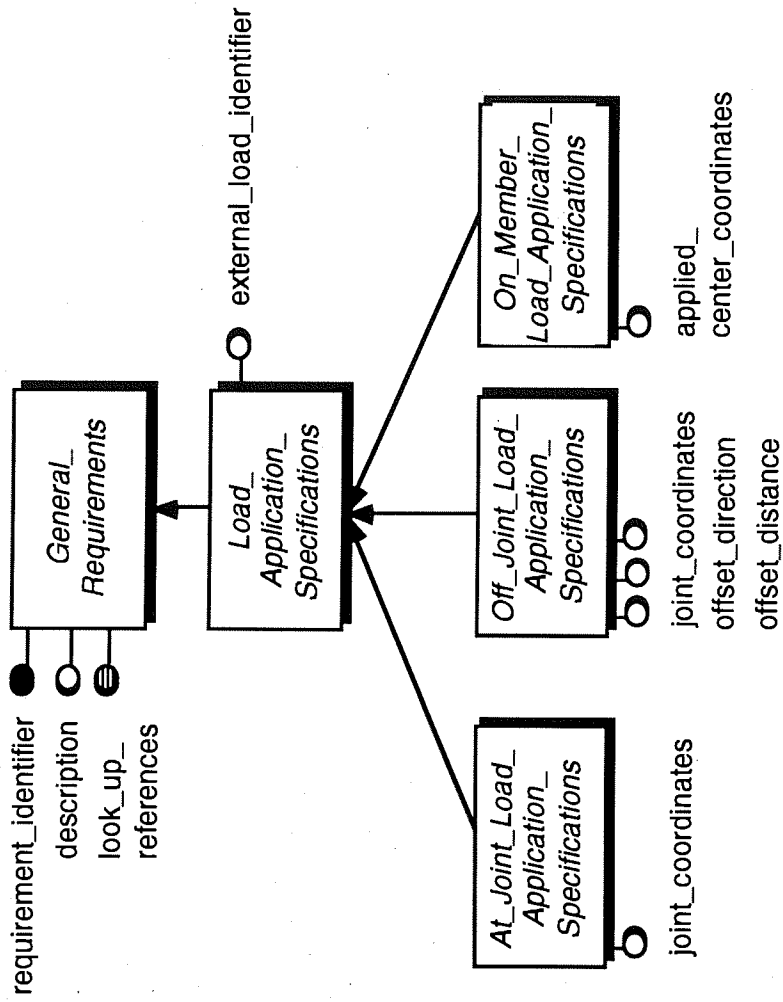 requirement_identifier
description
look_up_
references
General_
Requirements
Load_
Application_
Specifications
external_load_identifier
At_Joint_Load_
Application_
Specifications
joint_coordinates
Off_Joint_Load_
Application_
Specifications
joint_coordinates
offset_direction
offset_distance
On_Member_
Load_Application_
Specifications
applied_
center_coordinates